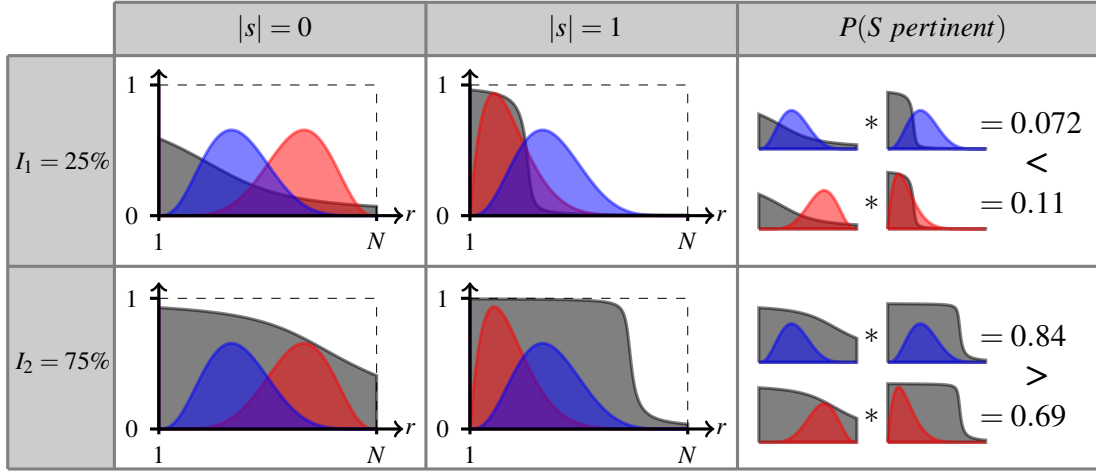 |s| = 0
|s| = 1
P(S pertinent)
I₁ = 25%
1
0
1
N
r
1
0
1
N
r
* = 0.072
<
* = 0.11
I₂ = 75%
1
0
1
N
r
1
0
1
N
r
* = 0.84
>
* = 0.69